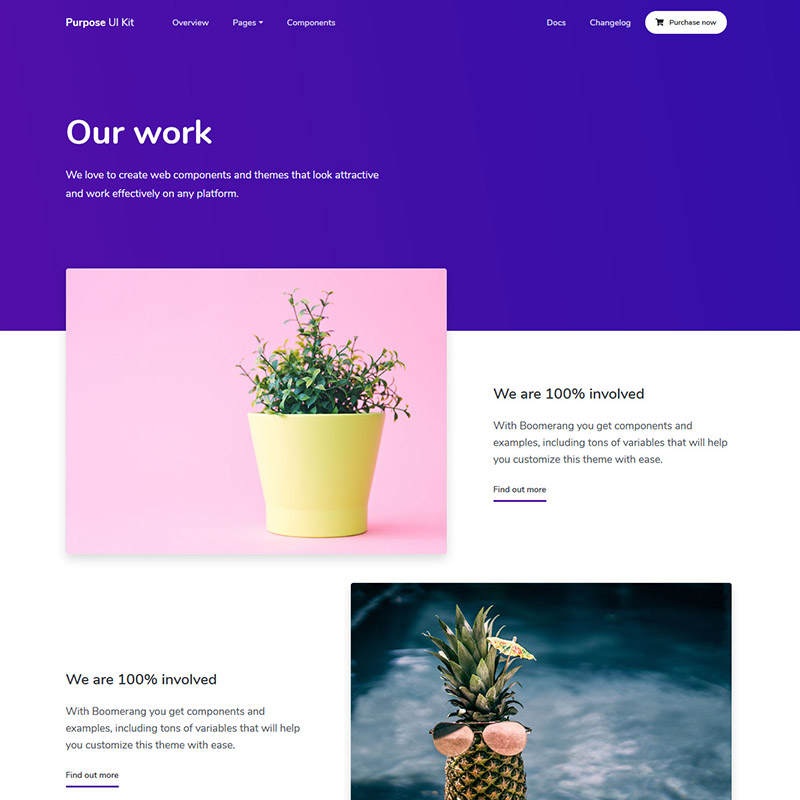 Purpose UI Kit Overview Pages Components Docs Changelog Purchase now
Our work
We love to create web components and themes that look attractive
and work effectively on any platform.
We are 100% involved
With Boomerang you get components and
examples, including tons of variables that will help
you customize this theme with ease.
Find out more
We are 100% involved
With Boomerang you get components and
examples, including tons of variables that will help
you customize this theme with ease.
Find out more